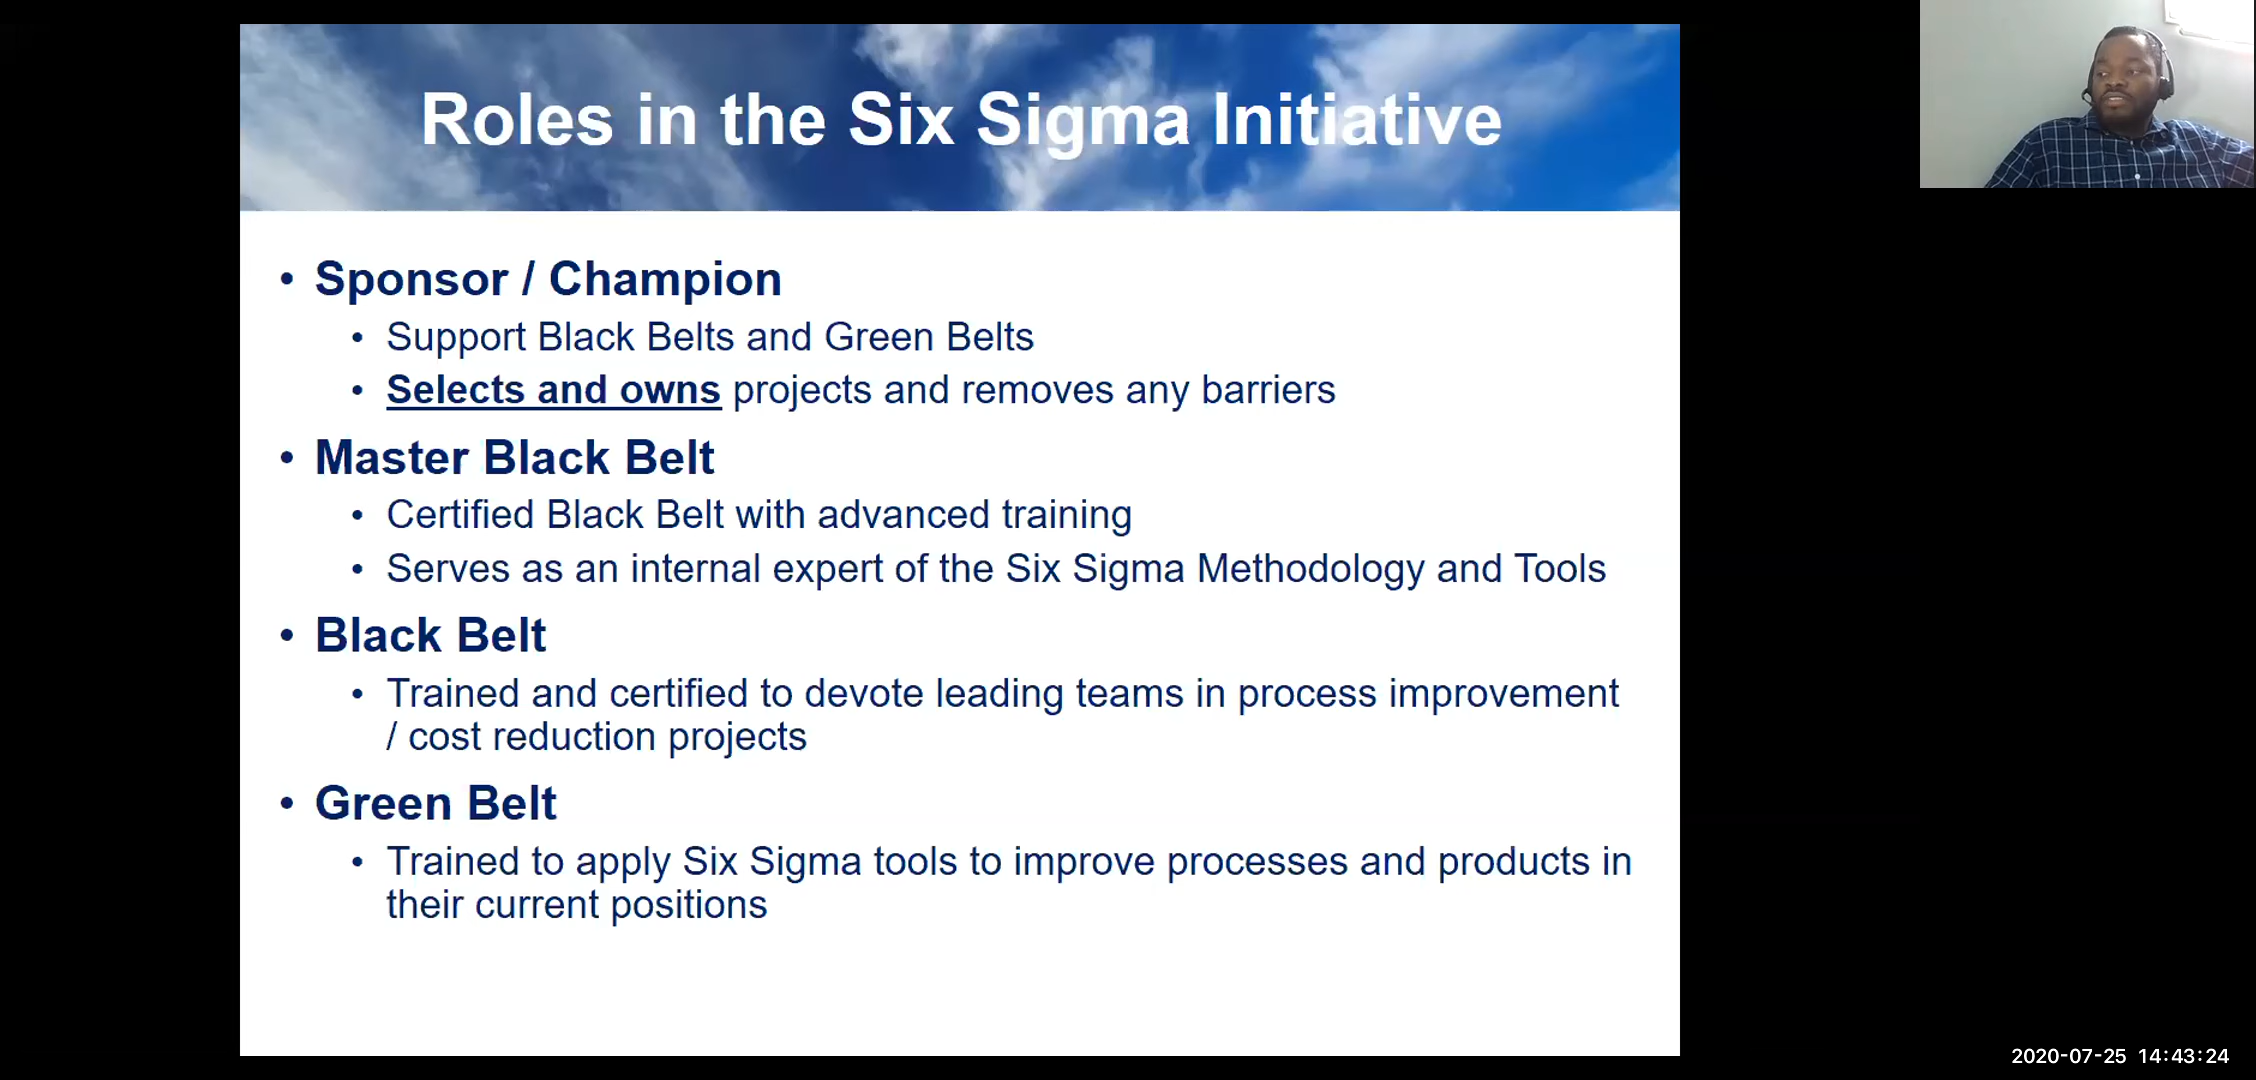 Roles in the Six Sigma Initiative
• Sponsor / Champion
• Support Black Belts and Green Belts
• Selects and owns projects and removes any barriers
• Master Black Belt
• Certified Black Belt with advanced training
• Serves as an internal expert of the Six Sigma Methodology and Tools
• Black Belt
• Trained and certified to devote leading teams in process improvement
/ cost reduction projects
• Green Belt
• Trained to apply Six Sigma tools to improve processes and products in
their current positions
2020-07-25 14:43:24